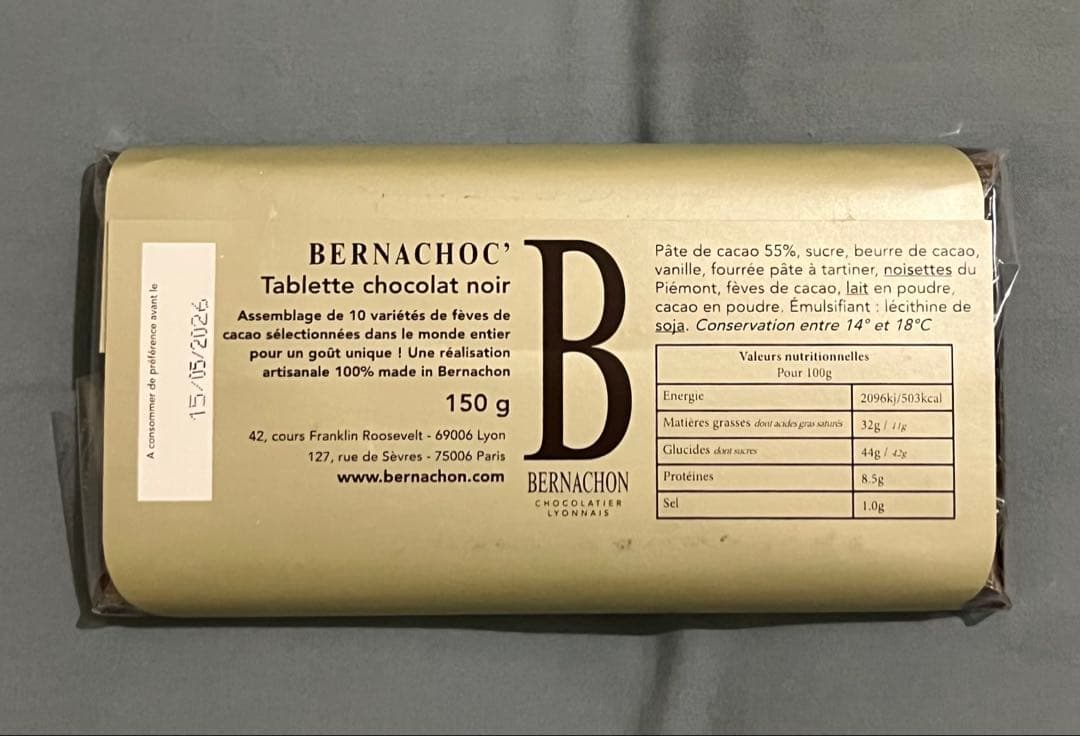 A consommer de préférence avant le
15/05/2026
BERNACHOC’
Tablette chocolat noir
Assemblage de 10 variétés de fèves de
cacao sélectionnées dans le monde entier
pour un goût unique ! Une réalisation
artisanale 100% made in Bernachon
150 g
42, cours Franklin Roosevelt - 69006 Lyon
127, rue de Sèvres - 75006 Paris
www.bernachon.com
B
BERNACHON
CHOCOLATIER
LYONNAIS
Pâte de cacao 55%, sucre, beurre de cacao,
vanille, fourrée pâte à tartiner, noisettes du
Piémont, fèves de cacao, lait en poudre,
cacao en poudre. Émulsifiant : lécithine de
soja. Conservation entre 14° et 18°C
Valeurs nutritionnelles
Pour 100g
Energie 2096kj/503kcal
Matières grasses dont acides gras saturés 32g / 11g
Glucides dont sucres 44g / 42g
Protéines 8.5g
Sel 1.0g